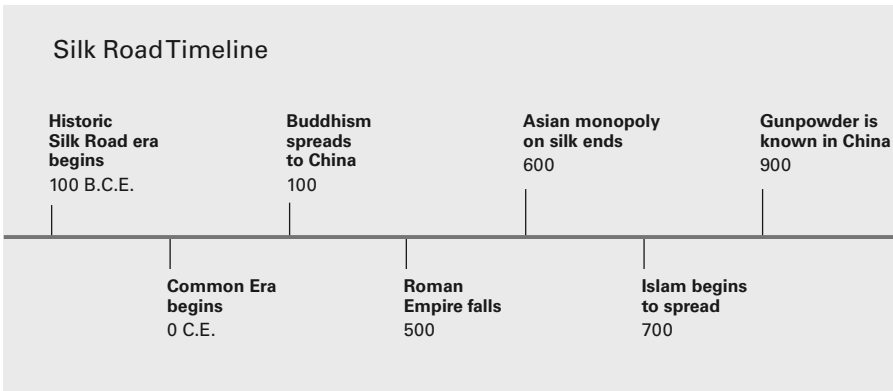 Silk Road Timeline
Historic
Silk Road era
begins
100 B.C.E.
Buddhism
spreads
to China
100
Asian monopoly
on silk ends
600
Gunpowder is
known in China
900
Common Era
begins
0 C.E.
Roman
Empire falls
500
Islam begins
to spread
700